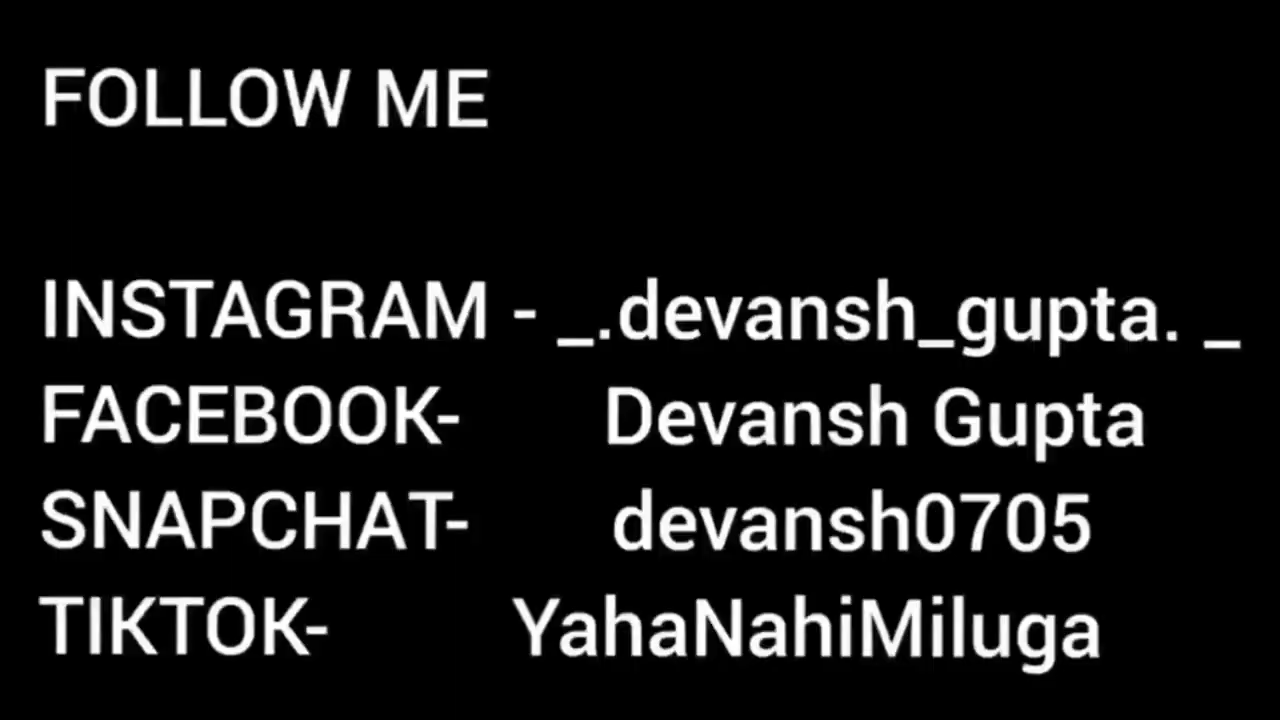 FOLLOW ME
INSTAGRAM - _.devansh_gupta. _
FACEBOOK- Devansh Gupta
SNAPCHAT- devansh0705
TIKTOK- YahaNahiMiluga